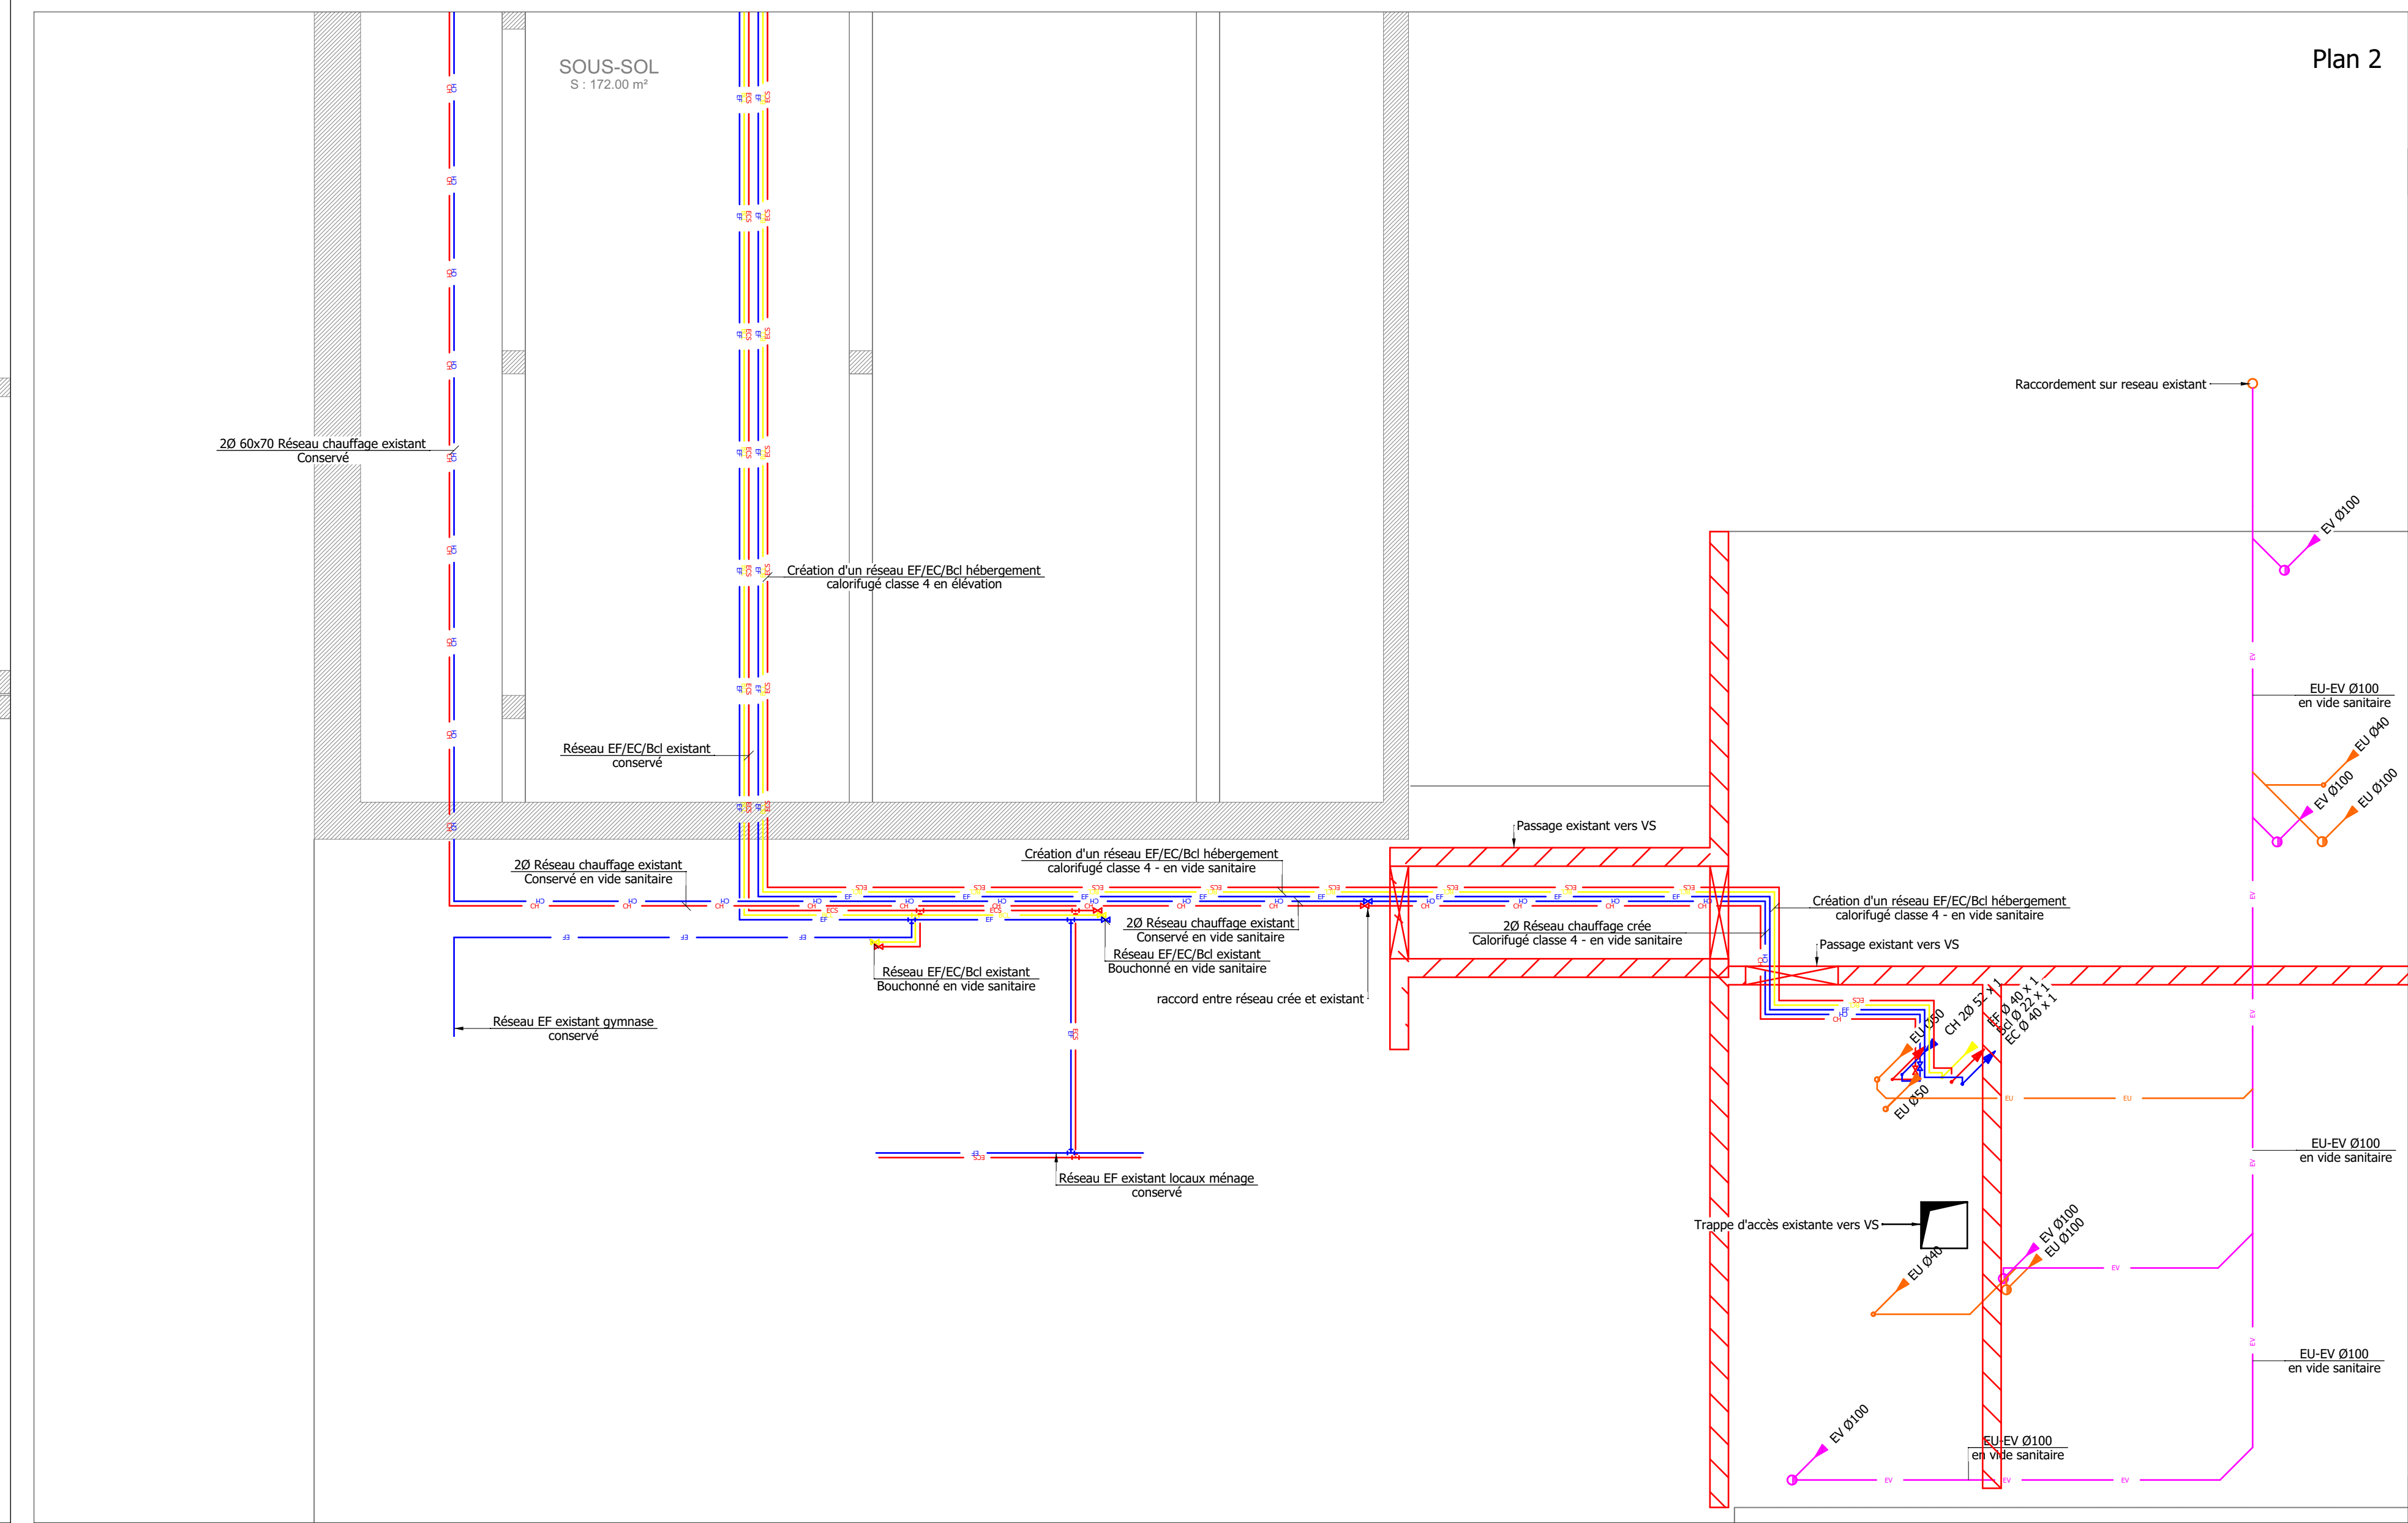 Plan 2
SOUS-SOL
S : 172.00 m²
Raccordement sur reseau existant
2Ø 60x70 Réseau chauffage existant
Conservé
EV Ø100
Création d'un réseau EF/EC/Bcl hébergement
calorifugé classe 4 en élévation
EU-EV Ø100
en vide sanitaire
EU Ø40
Réseau EF/EC/Bcl existant
conservé
EV Ø100
EU Ø100
Passage existant vers VS
2Ø Réseau chauffage existant
Conservé en vide sanitaire
Création d'un réseau EF/EC/Bcl hébergement
calorifugé classe 4 - en vide sanitaire
Création d'un réseau EF/EC/Bcl hébergement
calorifugé classe 4 - en vide sanitaire
2Ø Réseau chauffage existant
Conservé en vide sanitaire
2Ø Réseau chauffage crée
Calorifugé classe 4 - en vide sanitaire
Passage existant vers VS
Réseau EF/EC/Bcl existant
Bouchonné en vide sanitaire
Réseau EF/EC/Bcl existant
Bouchonné en vide sanitaire
raccord entre réseau crée et existant
Réseau EF existant gymnase
conservé
EU Ø50
CH 2Ø 52 x 1
EF Ø 40 x 1
Bcl Ø 22 x 1
EC Ø 40 x 1
EU Ø50
EU
EU
EU-EV Ø100
en vide sanitaire
Réseau EF existant locaux ménage
conservé
Trappe d'accès existante vers VS
EV Ø100
EU Ø100
EU Ø40
EV
EU-EV Ø100
en vide sanitaire
EV Ø100
EU-EV Ø100
en vide sanitaire
EV
EV
EV